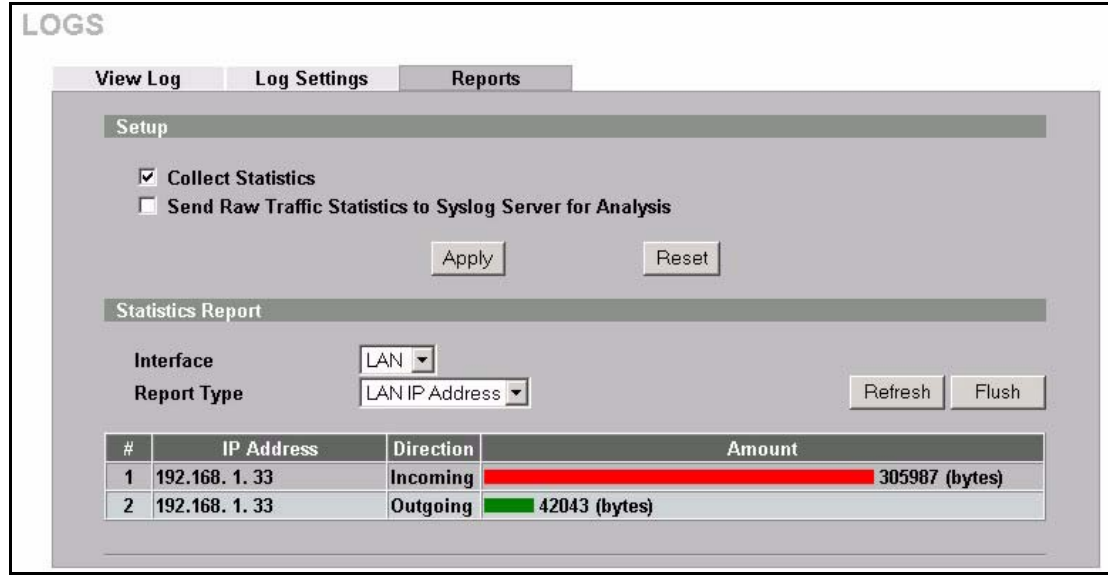 LOGS
View Log Log Settings Reports
Setup
Collect Statistics
Send Raw Traffic Statistics to Syslog Server for Analysis
Apply Reset
Statistics Report
Interface LAN
Report Type LAN IP Address Refresh Flush
# IP Address Direction Amount
1 192.168. 1. 33 Incoming 305987 (bytes)
2 192.168. 1. 33 Outgoing 42043 (bytes)